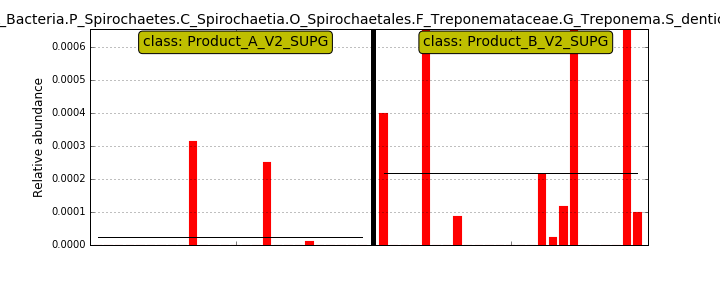 _Bacteria.P_Spirochaetes.C_Spirochaetia.O_Spirochaetales.F_Treponemataceae.G_Treponema.S_dentic
class: Product_A_V2_SUPG
class: Product_B_V2_SUPG
Relative abundance
0.0006
0.0005
0.0004
0.0003
0.0002
0.0001
0.0000